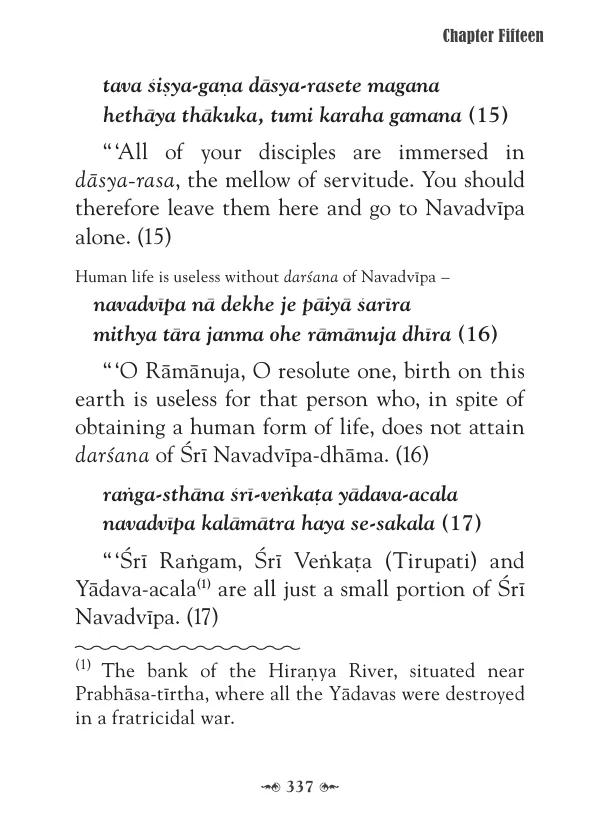 Chapter Fifteen
tava śiṣya-gaṇa dāsya-rasete magana
hethāya thākuka, tumi karaha gamana (15)
“ ‘All of your disciples are immersed in
dāsya-rasa, the mellow of servitude. You should
therefore leave them here and go to Navadvīpa
alone. (15)
Human life is useless without darśana of Navadvīpa –
navadvīpa nā dekhe je pāiyā śarīra
mithya tāra janma ohe rāmānuja dhīra (16)
“ ‘O Rāmānuja, O resolute one, birth on this
earth is useless for that person who, in spite of
obtaining a human form of life, does not attain
darśana of Śrī Navadvīpa-dhāma. (16)
raṅga-sthāna śrī-veṅkaṭa yādava-acala
navadvīpa kalāmātra haya se-sakala (17)
“ ‘Śrī Raṅgam, Śrī Veṅkaṭa (Tirupati) and
Yādava-acala(1) are all just a small portion of Śrī
Navadvīpa. (17)
(1) The bank of the Hiraṇya River, situated near
Prabhāsa-tīrtha, where all the Yādavas were destroyed
in a fratricidal war.
337